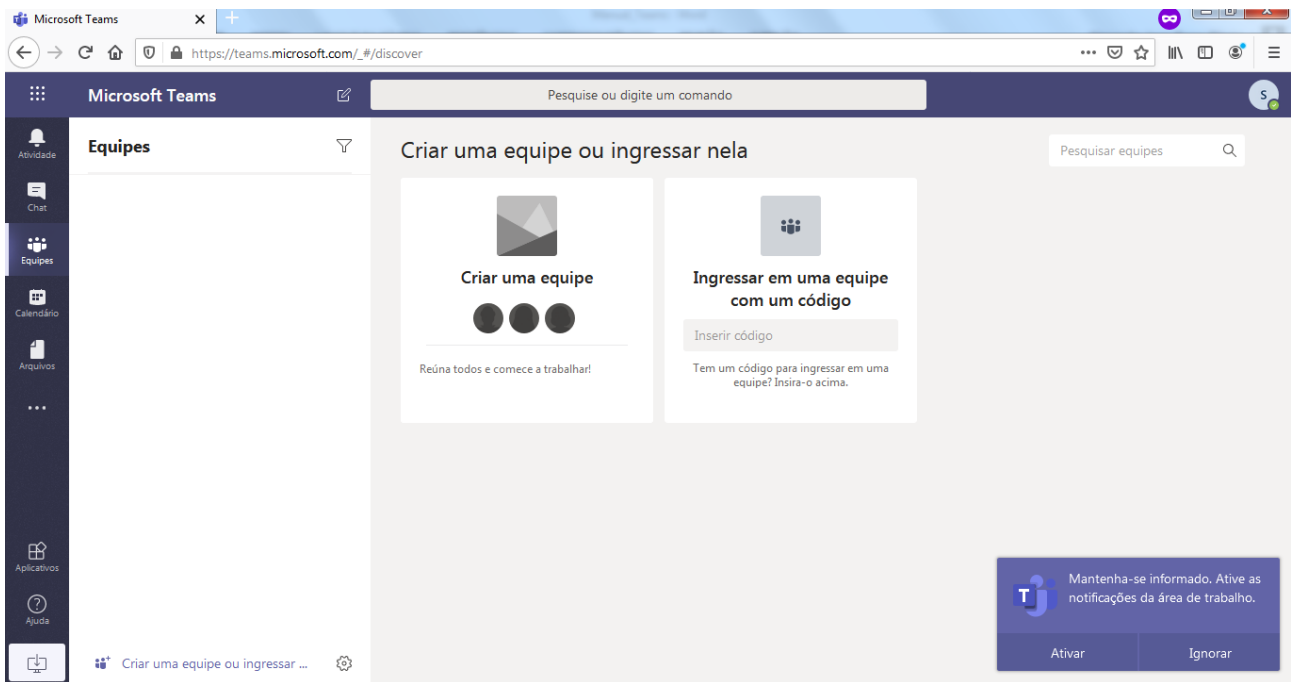 Microsoft Teams
https://teams.microsoft.com/_#/discover
Microsoft Teams
Pesquise ou digite um comando
S
Atividade
Chat
Equipes
Calendário
Arquivos
Aplicativos
Ajuda
Equipes
Criar uma equipe ou ingressar ...
Criar uma equipe ou ingressar nela
Pesquisar equipes
Criar uma equipe
Reúna todos e comece a trabalhar!
Ingressar em uma equipe
com um código
Inserir código
Tem um código para ingressar em uma
equipe? Insira-o acima.
T
Mantenha-se informado. Ative as
notificações da área de trabalho.
Ativar
Ignorar